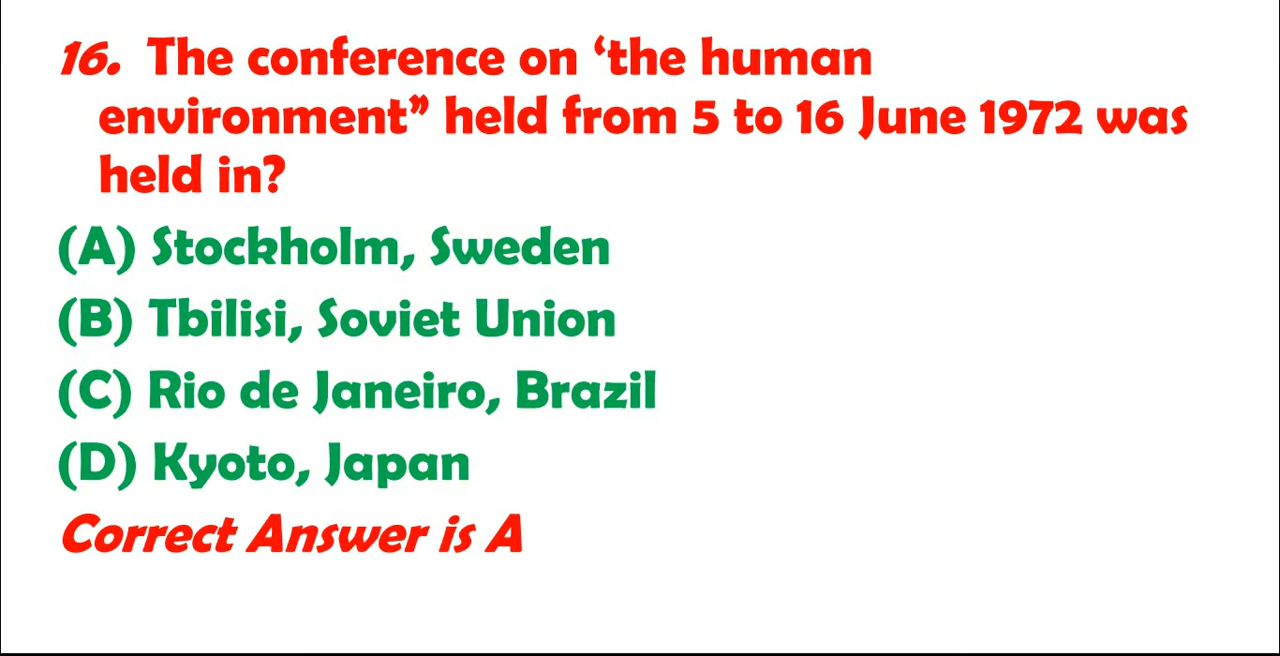 16. The conference on ‘the human
environment” held from 5 to 16 June 1972 was
held in?
(A) Stockholm, Sweden
(B) Tbilisi, Soviet Union
(C) Rio de Janeiro, Brazil
(D) Kyoto, Japan
Correct Answer is A